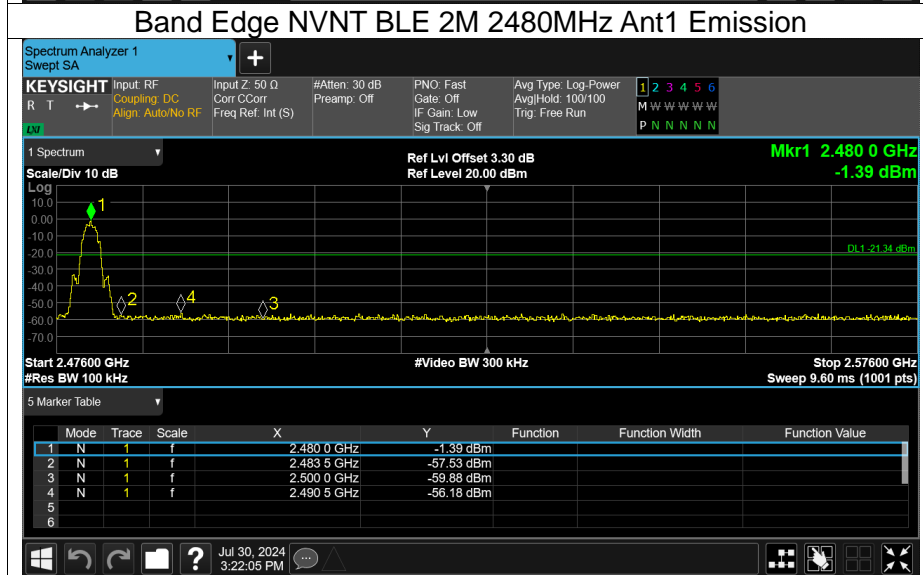 Band Edge NVNT BLE 2M 2480MHz Ant1 Emission
Spectrum Analyzer 1
Swept SA
+
KEYSIGHT Input: RF Input Z: 50 Ω #Atten: 30 dB PNO: Fast Avg Type: Log-Power 1 2 3 4 5 6
R T Coupling: DC Corr CCorr Preamp: Off Gate: Off Avg|Hold: 100/100 M W W W W W
Align: Auto/No RF Freq Ref: Int (S) IF Gain: Low Trig: Free Run
LXI Sig Track: Off P N N N N N
1 Spectrum Ref Lvl Offset 3.30 dB Mkr1 2.480 0 GHz
Scale/Div 10 dB Ref Level 20.00 dBm -1.39 dBm
Log
10.0
1
0.00
-10.0
-20.0 DL1 -21.34 dBm
-30.0
-40.0
-50.0 2 4 3
-60.0
-70.0
Start 2.47600 GHz #Video BW 300 kHz Stop 2.57600 GHz
#Res BW 100 kHz Sweep 9.60 ms (1001 pts)
5 Marker Table
Mode Trace Scale X Y Function Function Width Function Value
1 N 1 f 2.480 0 GHz -1.39 dBm
2 N 1 f 2.483 5 GHz -57.53 dBm
3 N 1 f 2.500 0 GHz -59.88 dBm
4 N 1 f 2.490 5 GHz -56.18 dBm
5
6
? Jul 30, 2024
3:22:05 PM